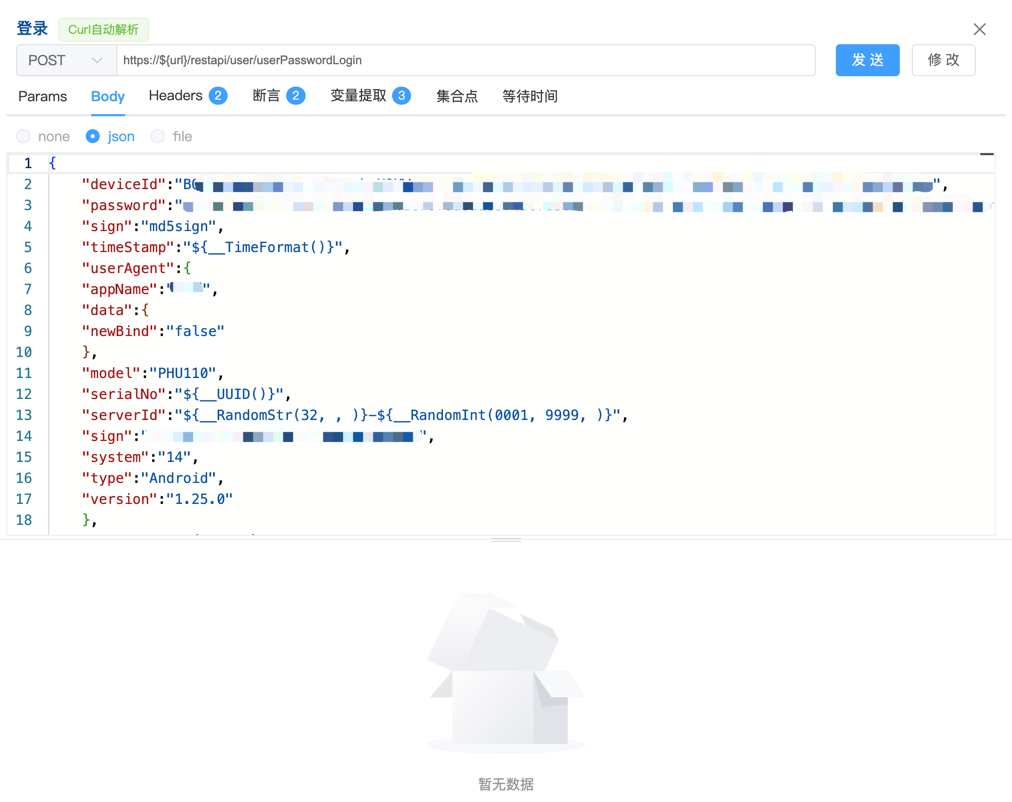 登录 Curl自动解析
POST https://${url}/restapi/user/userPasswordLogin 发 送 修 改
Params Body Headers 2 断言 2 变量提取 3 集合点 等待时间
none json file
1 {
2 "deviceId":"B ",
3 "password":"
4 "sign":"md5sign",
5 "timeStamp":"${__TimeFormat()}",
6 "userAgent":{
7 "appName":" ",
8 "data":{
9 "newBind":"false"
10 },
11 "model":"PHU110",
12 "serialNo":"${__UUID()}",
13 "serverId":"${__RandomStr(32, , )}-${__RandomInt(0001, 9999, )}",
14 "sign":" ",
15 "system":"14",
16 "type":"Android",
17 "version":"1.25.0"
18 },
暂无数据